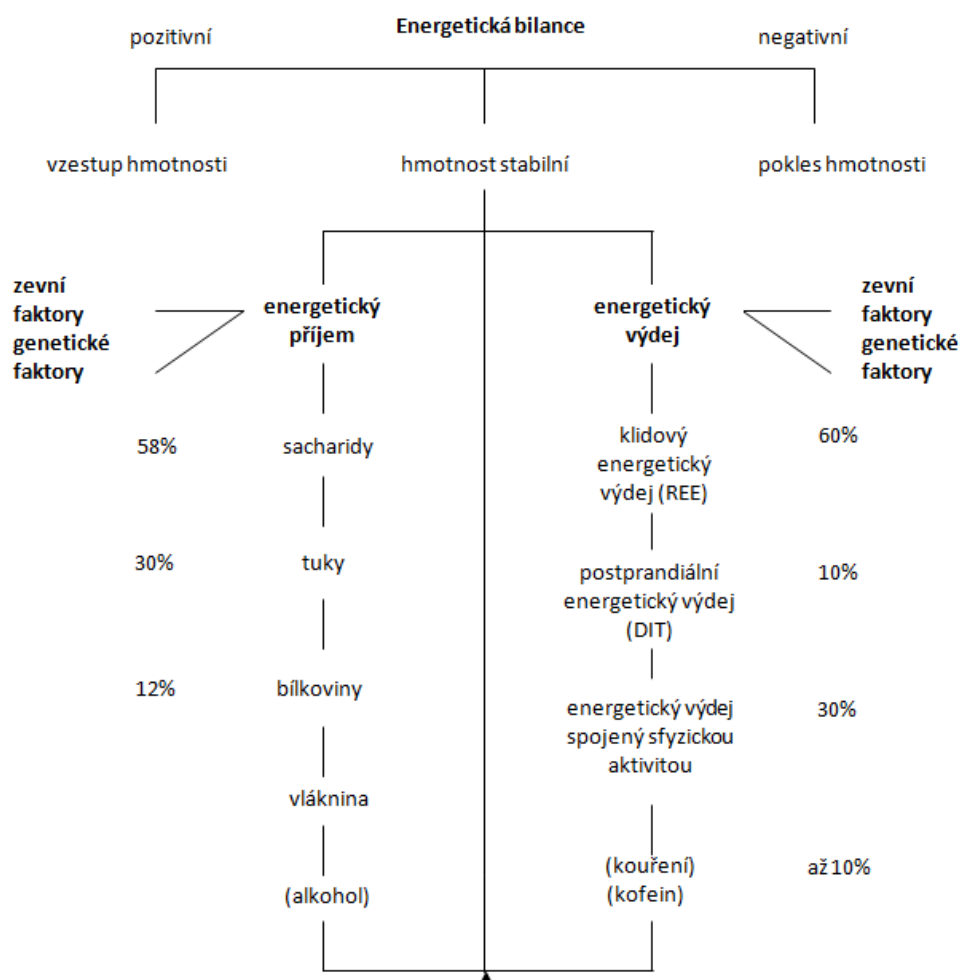 Energetická bilance
pozitivní
negativní
vzestup hmotnosti
hmotnost stabilní
pokles hmotnosti
zevní
faktory
genetické
faktory
energetický
příjem
energetický
výdej
zevní
faktory
genetické
faktory
58%
sacharidy
klidový
energetický
výdej (REE)
60%
30%
tuky
postprandiální
energetický výdej
(DIT)
10%
12%
bílkoviny
energetický výdej
spojený sfyzickou
aktivitou
30%
vláknina
(alkohol)
(kouření)
(kofein)
až 10%